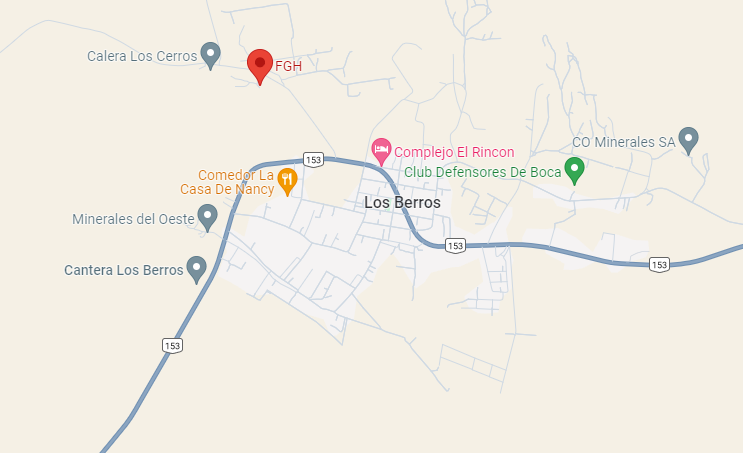 Calera Los Cerros
FGH
CO Minerales SA
153
Complejo El Rincon
Comedor La
Casa De Nancy
Club Defensores De Boca
Los Berros
Minerales del Oeste
153
153
Cantera Los Berros
153